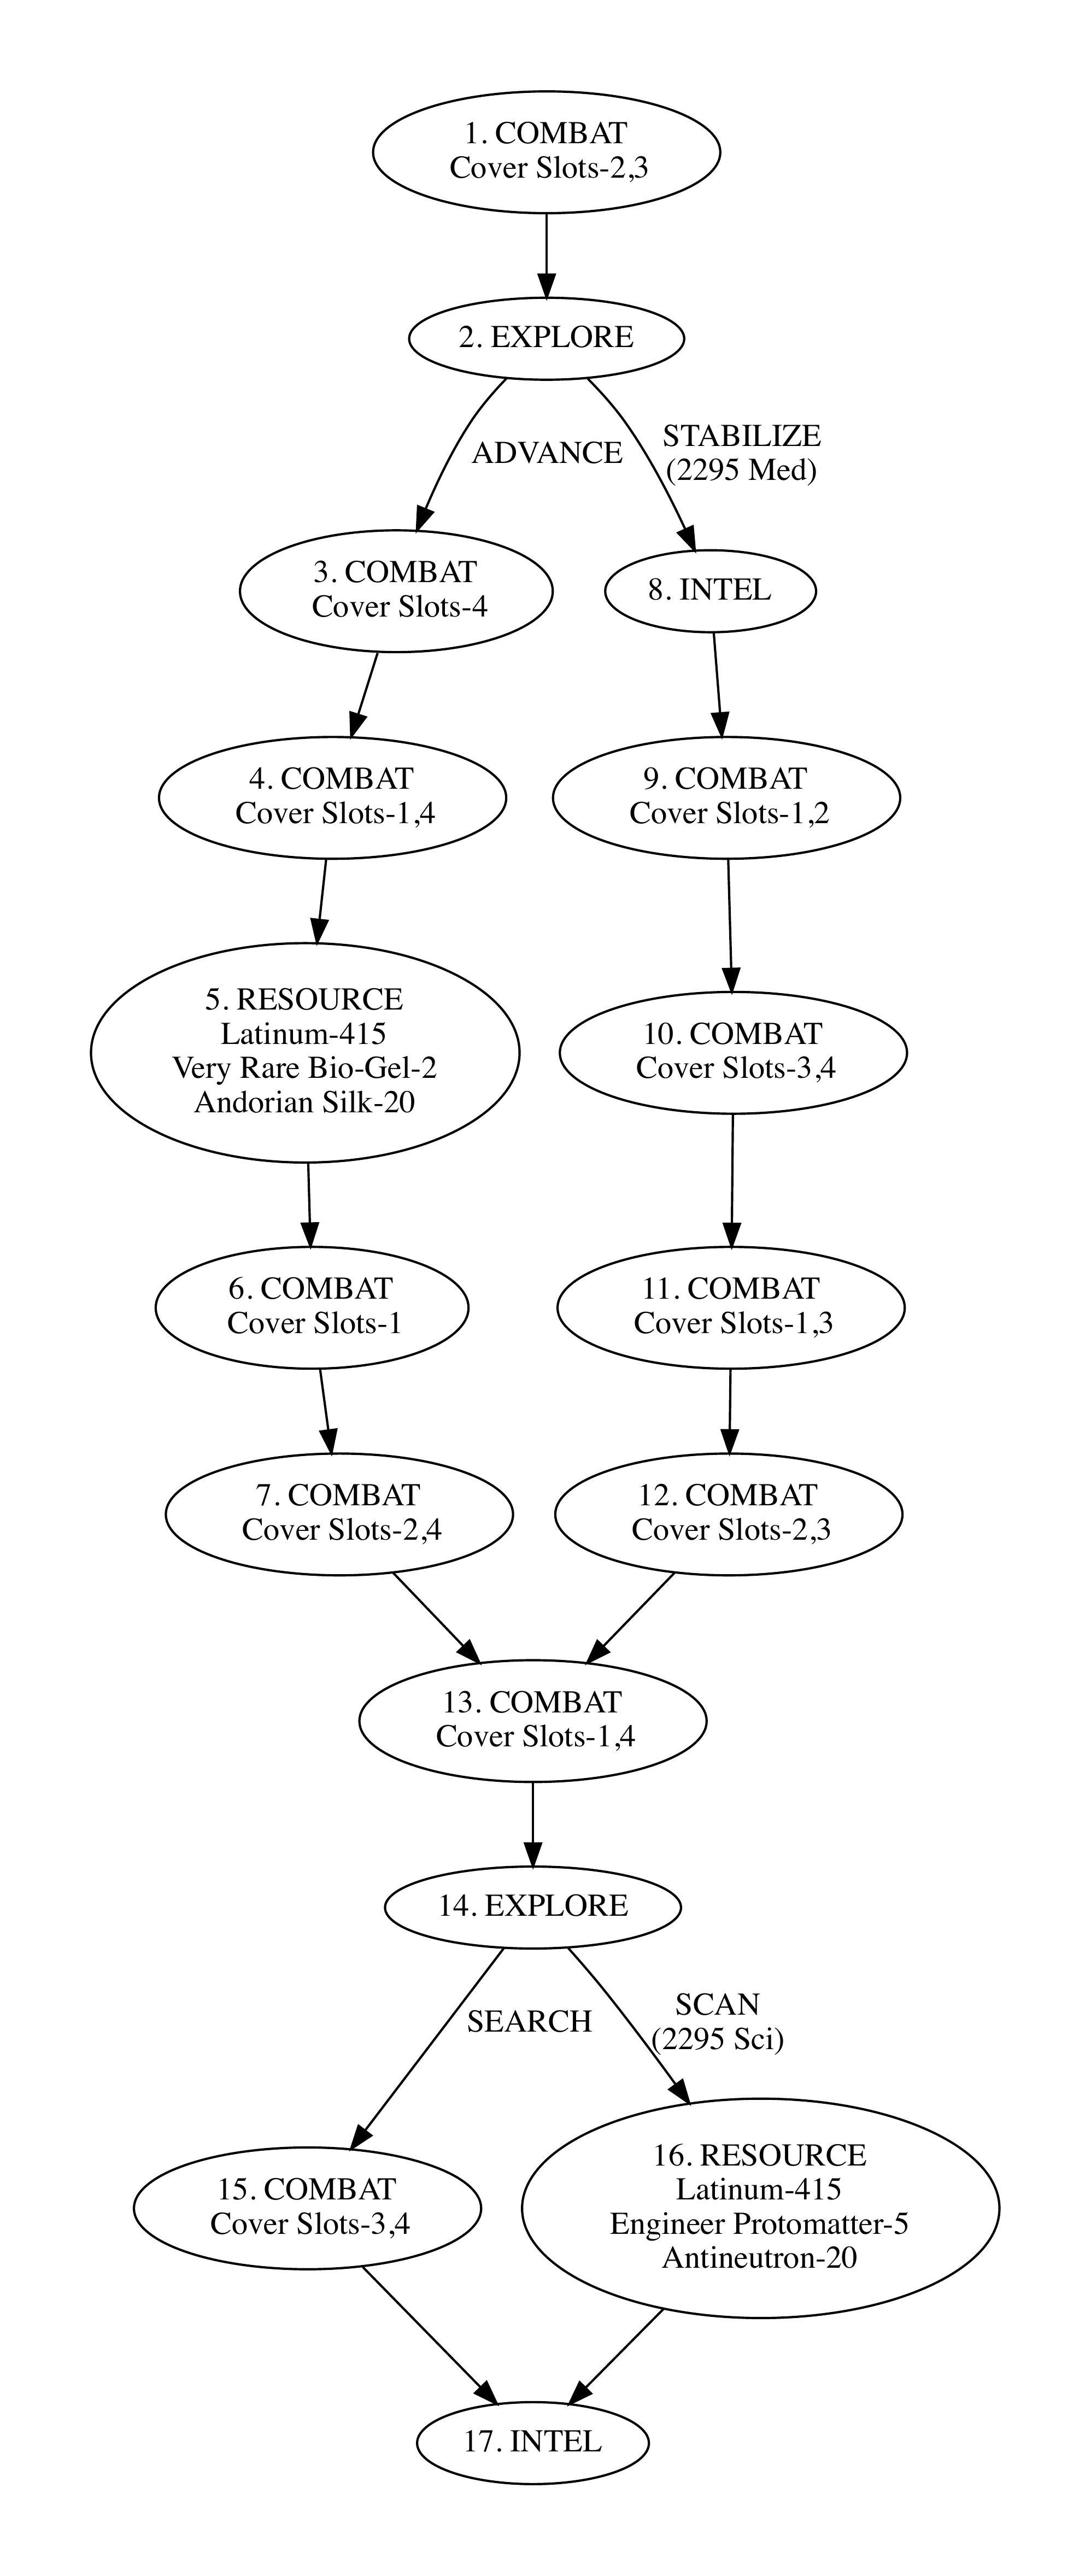 1. COMBAT
Cover Slots-2,3
2. EXPLORE
ADVANCE
STABILIZE
(2295 Med)
3. COMBAT
Cover Slots-4
8. INTEL
4. COMBAT
Cover Slots-1,4
9. COMBAT
Cover Slots-1,2
5. RESOURCE
Latinum-415
Very Rare Bio-Gel-2
Andorian Silk-20
10. COMBAT
Cover Slots-3,4
6. COMBAT
Cover Slots-1
11. COMBAT
Cover Slots-1,3
7. COMBAT
Cover Slots-2,4
12. COMBAT
Cover Slots-2,3
13. COMBAT
Cover Slots-1,4
14. EXPLORE
SEARCH
SCAN
(2295 Sci)
15. COMBAT
Cover Slots-3,4
16. RESOURCE
Latinum-415
Engineer Protomatter-5
Antineutron-20
17. INTEL